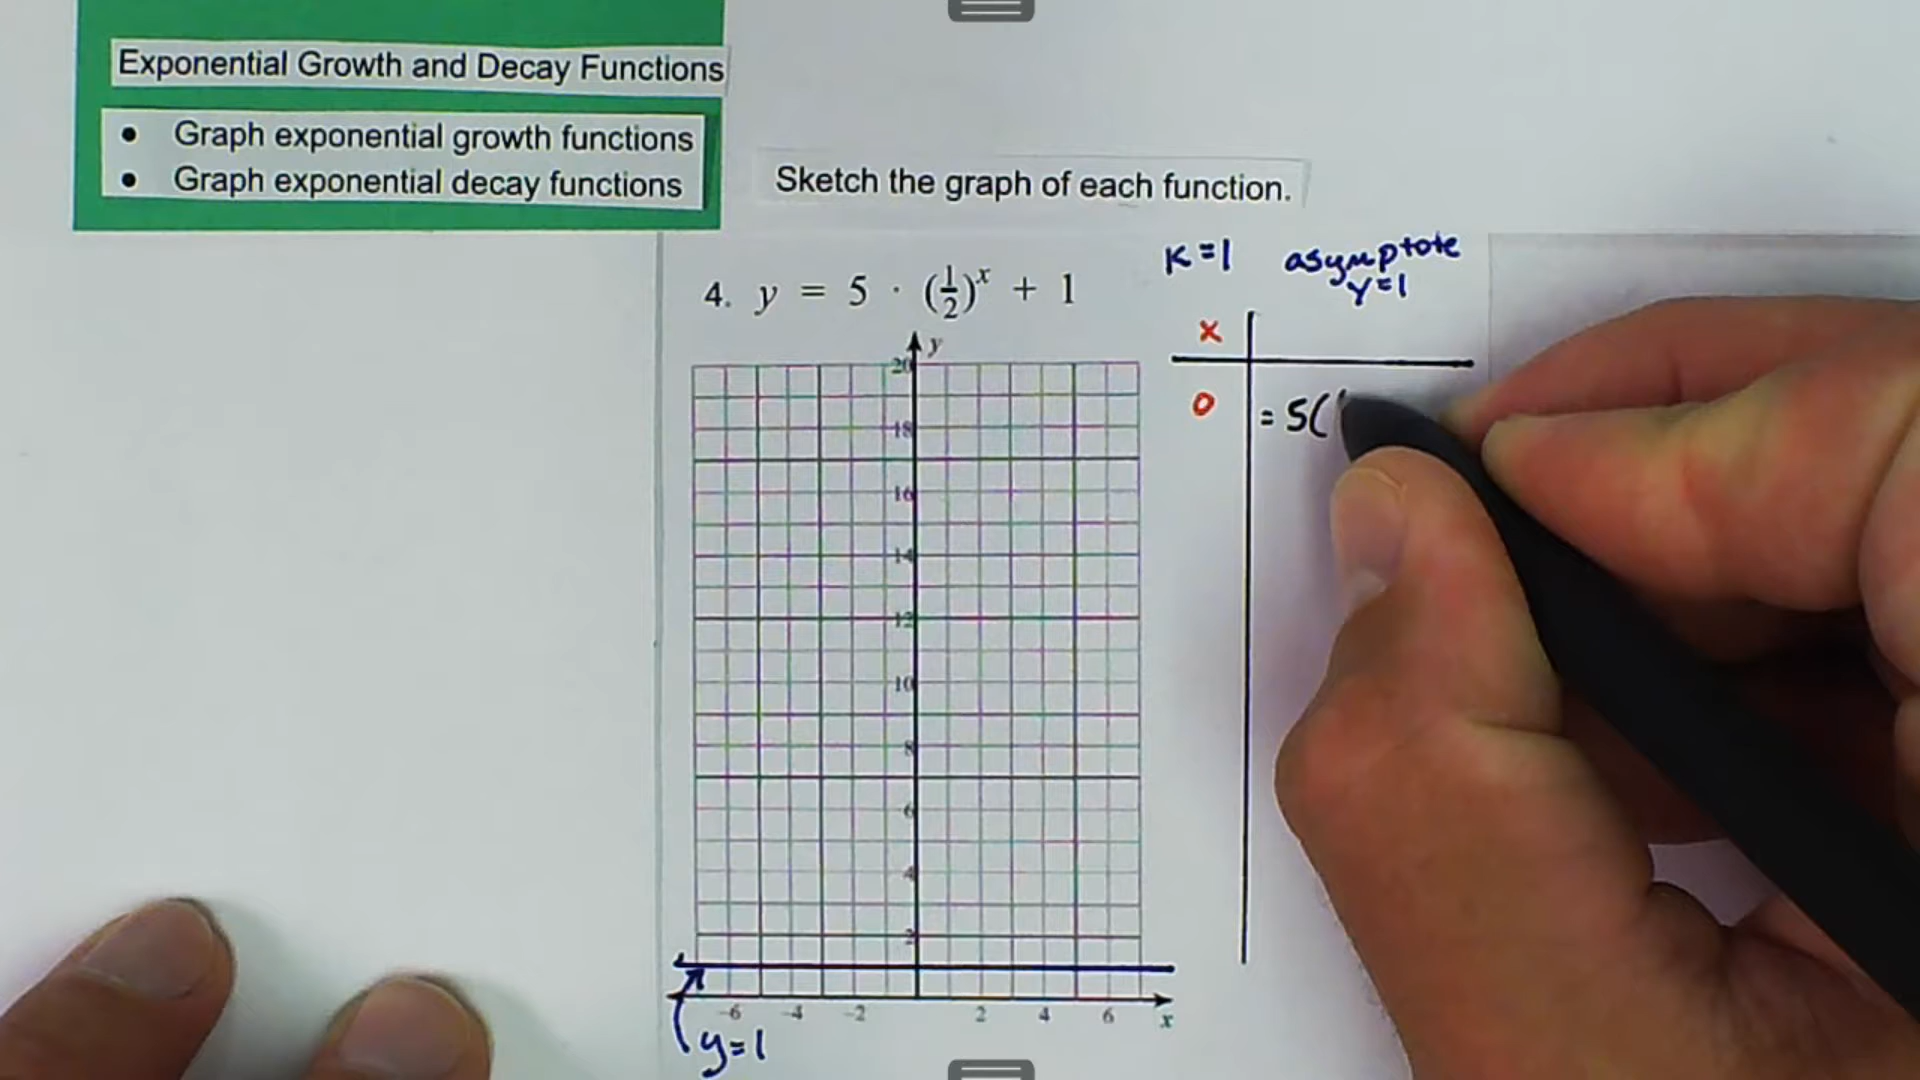 Exponential Growth and Decay Functions
• Graph exponential growth functions
• Graph exponential decay functions
Sketch the graph of each function.
K=1 asymptote
y=1
4. y = 5 · (1/2)^x + 1
x
0 = 5(
y
20
18
16
14
12
10
8
6
4
2
-6 -4 -2 2 4 6 x
y=1